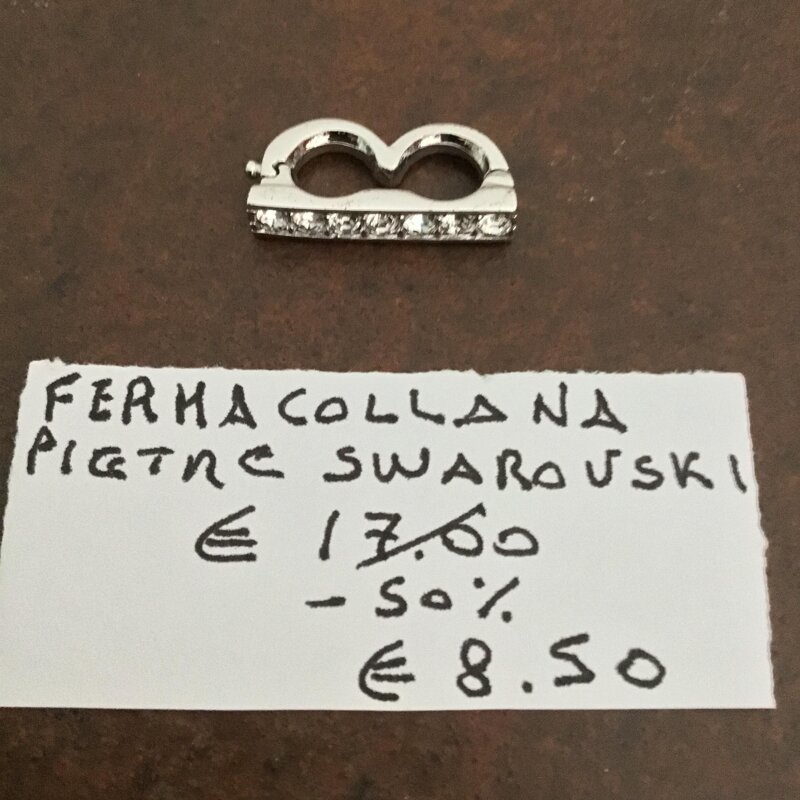 FERMACOLLANA
PIETRE SWAROVSKI
€ 17.00
-50%
€ 8.50